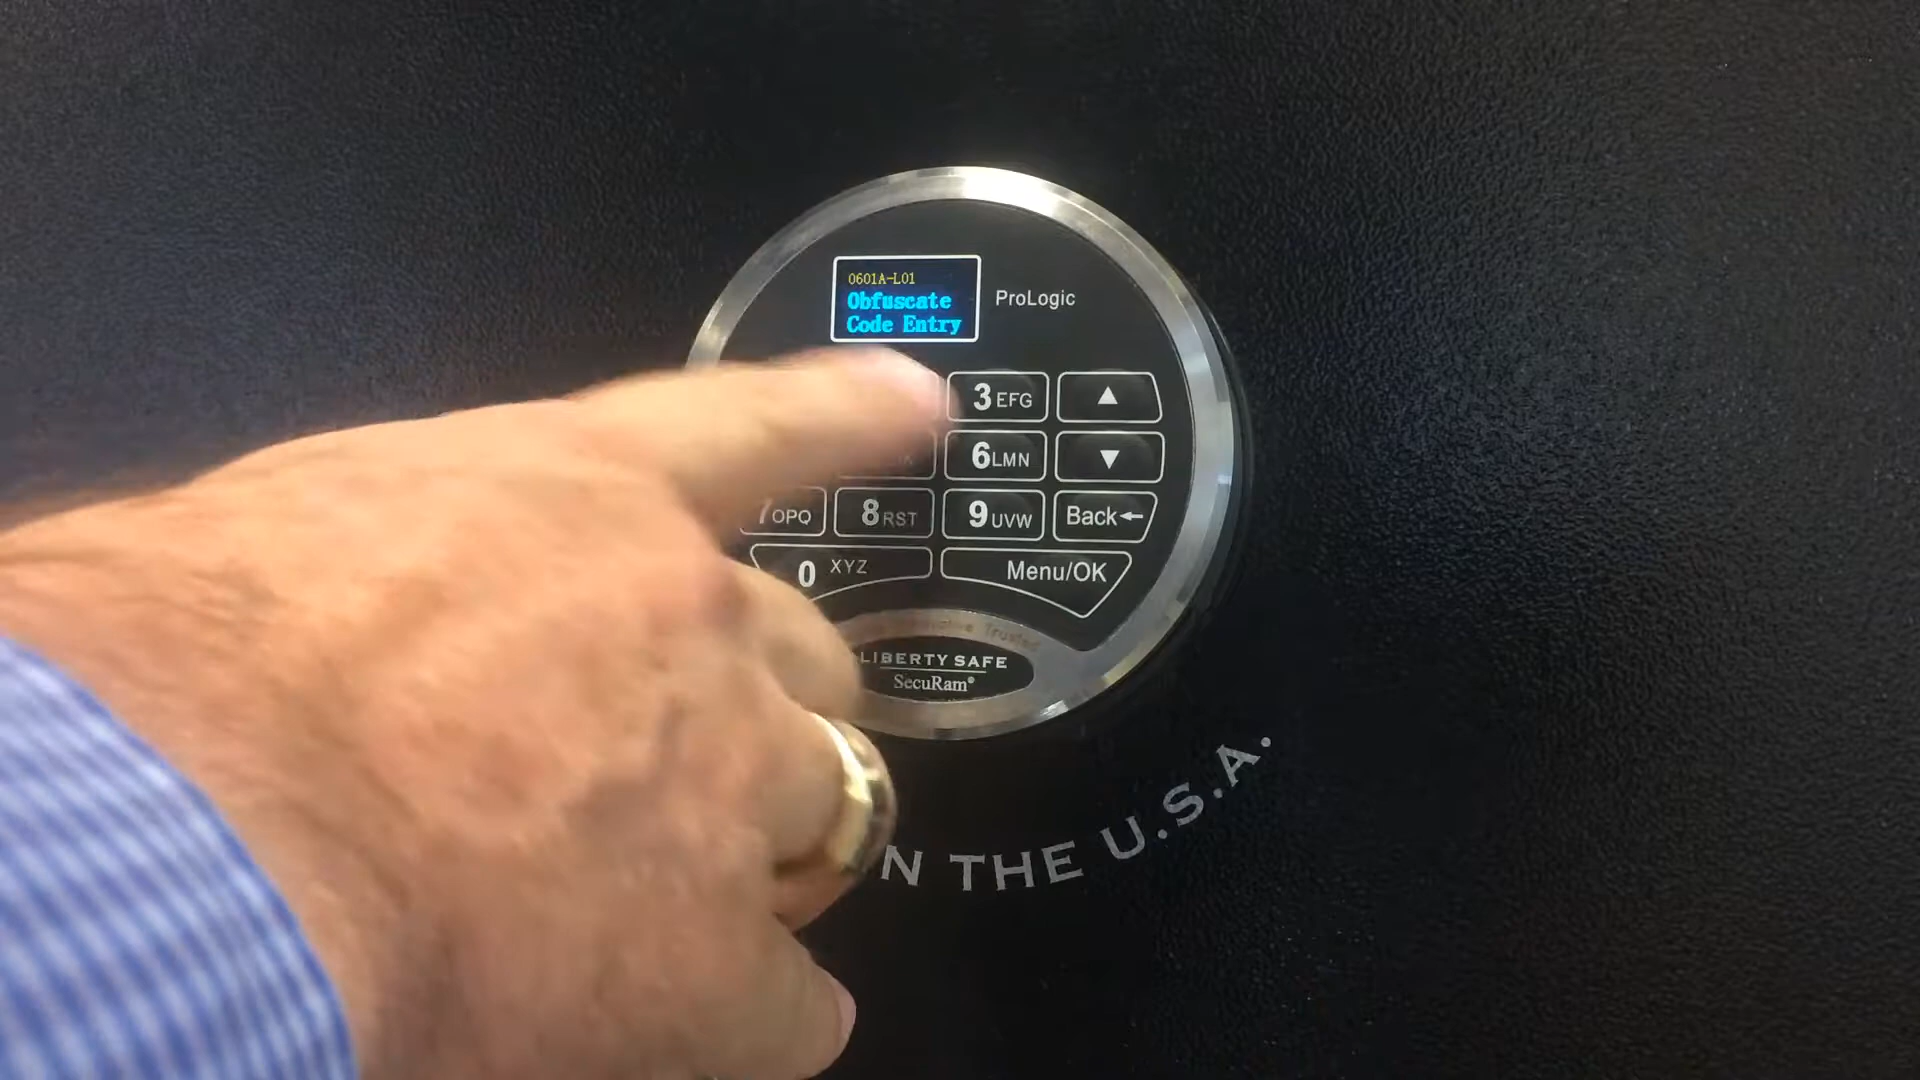 0601A-L01
Obfuscate
Code Entry
ProLogic
3 EFG
▲
6 LMN
▼
OPQ
8 RST
9 UVW
Back←
0 XYZ
Menu/OK
Trusted
LIBERTY SAFE
SecuRam®
N THE U.S.A.